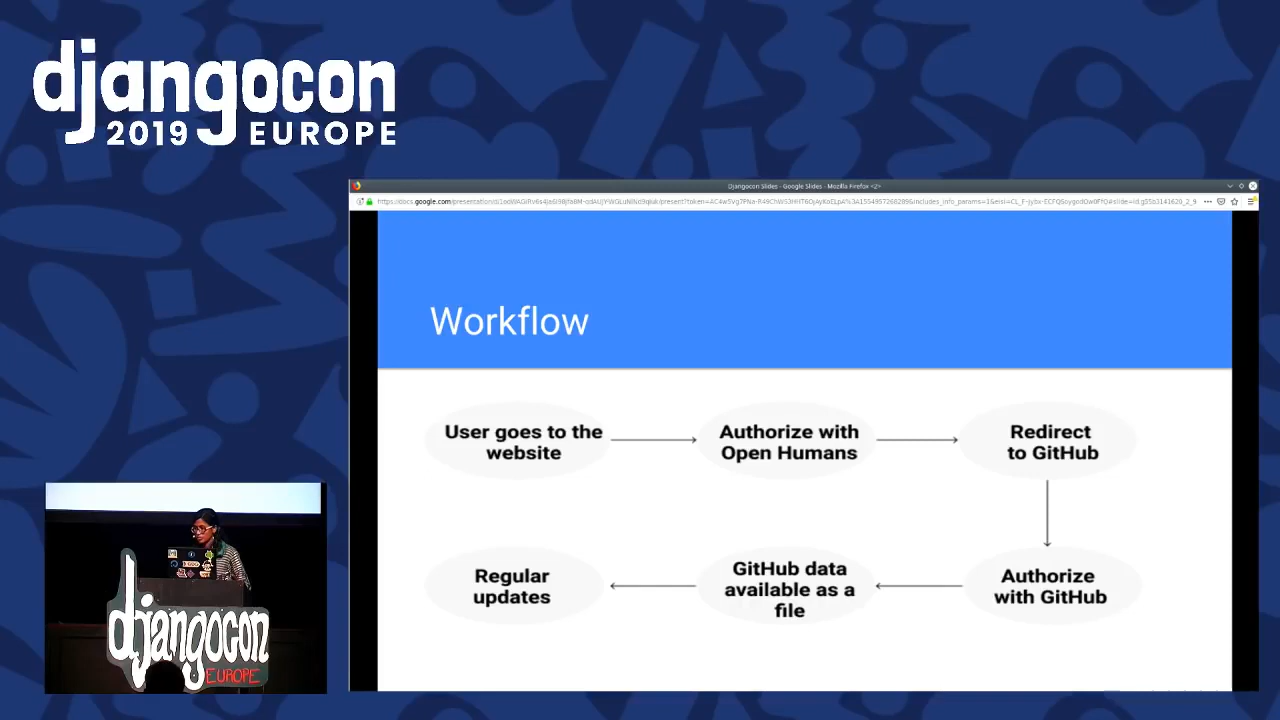 djangocon
2019 EUROPE
Djangocon Slides - Google Slides - Mozilla Firefox <2>
Workflow
User goes to the
website
Authorize with
Open Humans
Redirect
to GitHub
Authorize
with GitHub
GitHub data
available as a
file
Regular
updates
djangocon
EUROPE